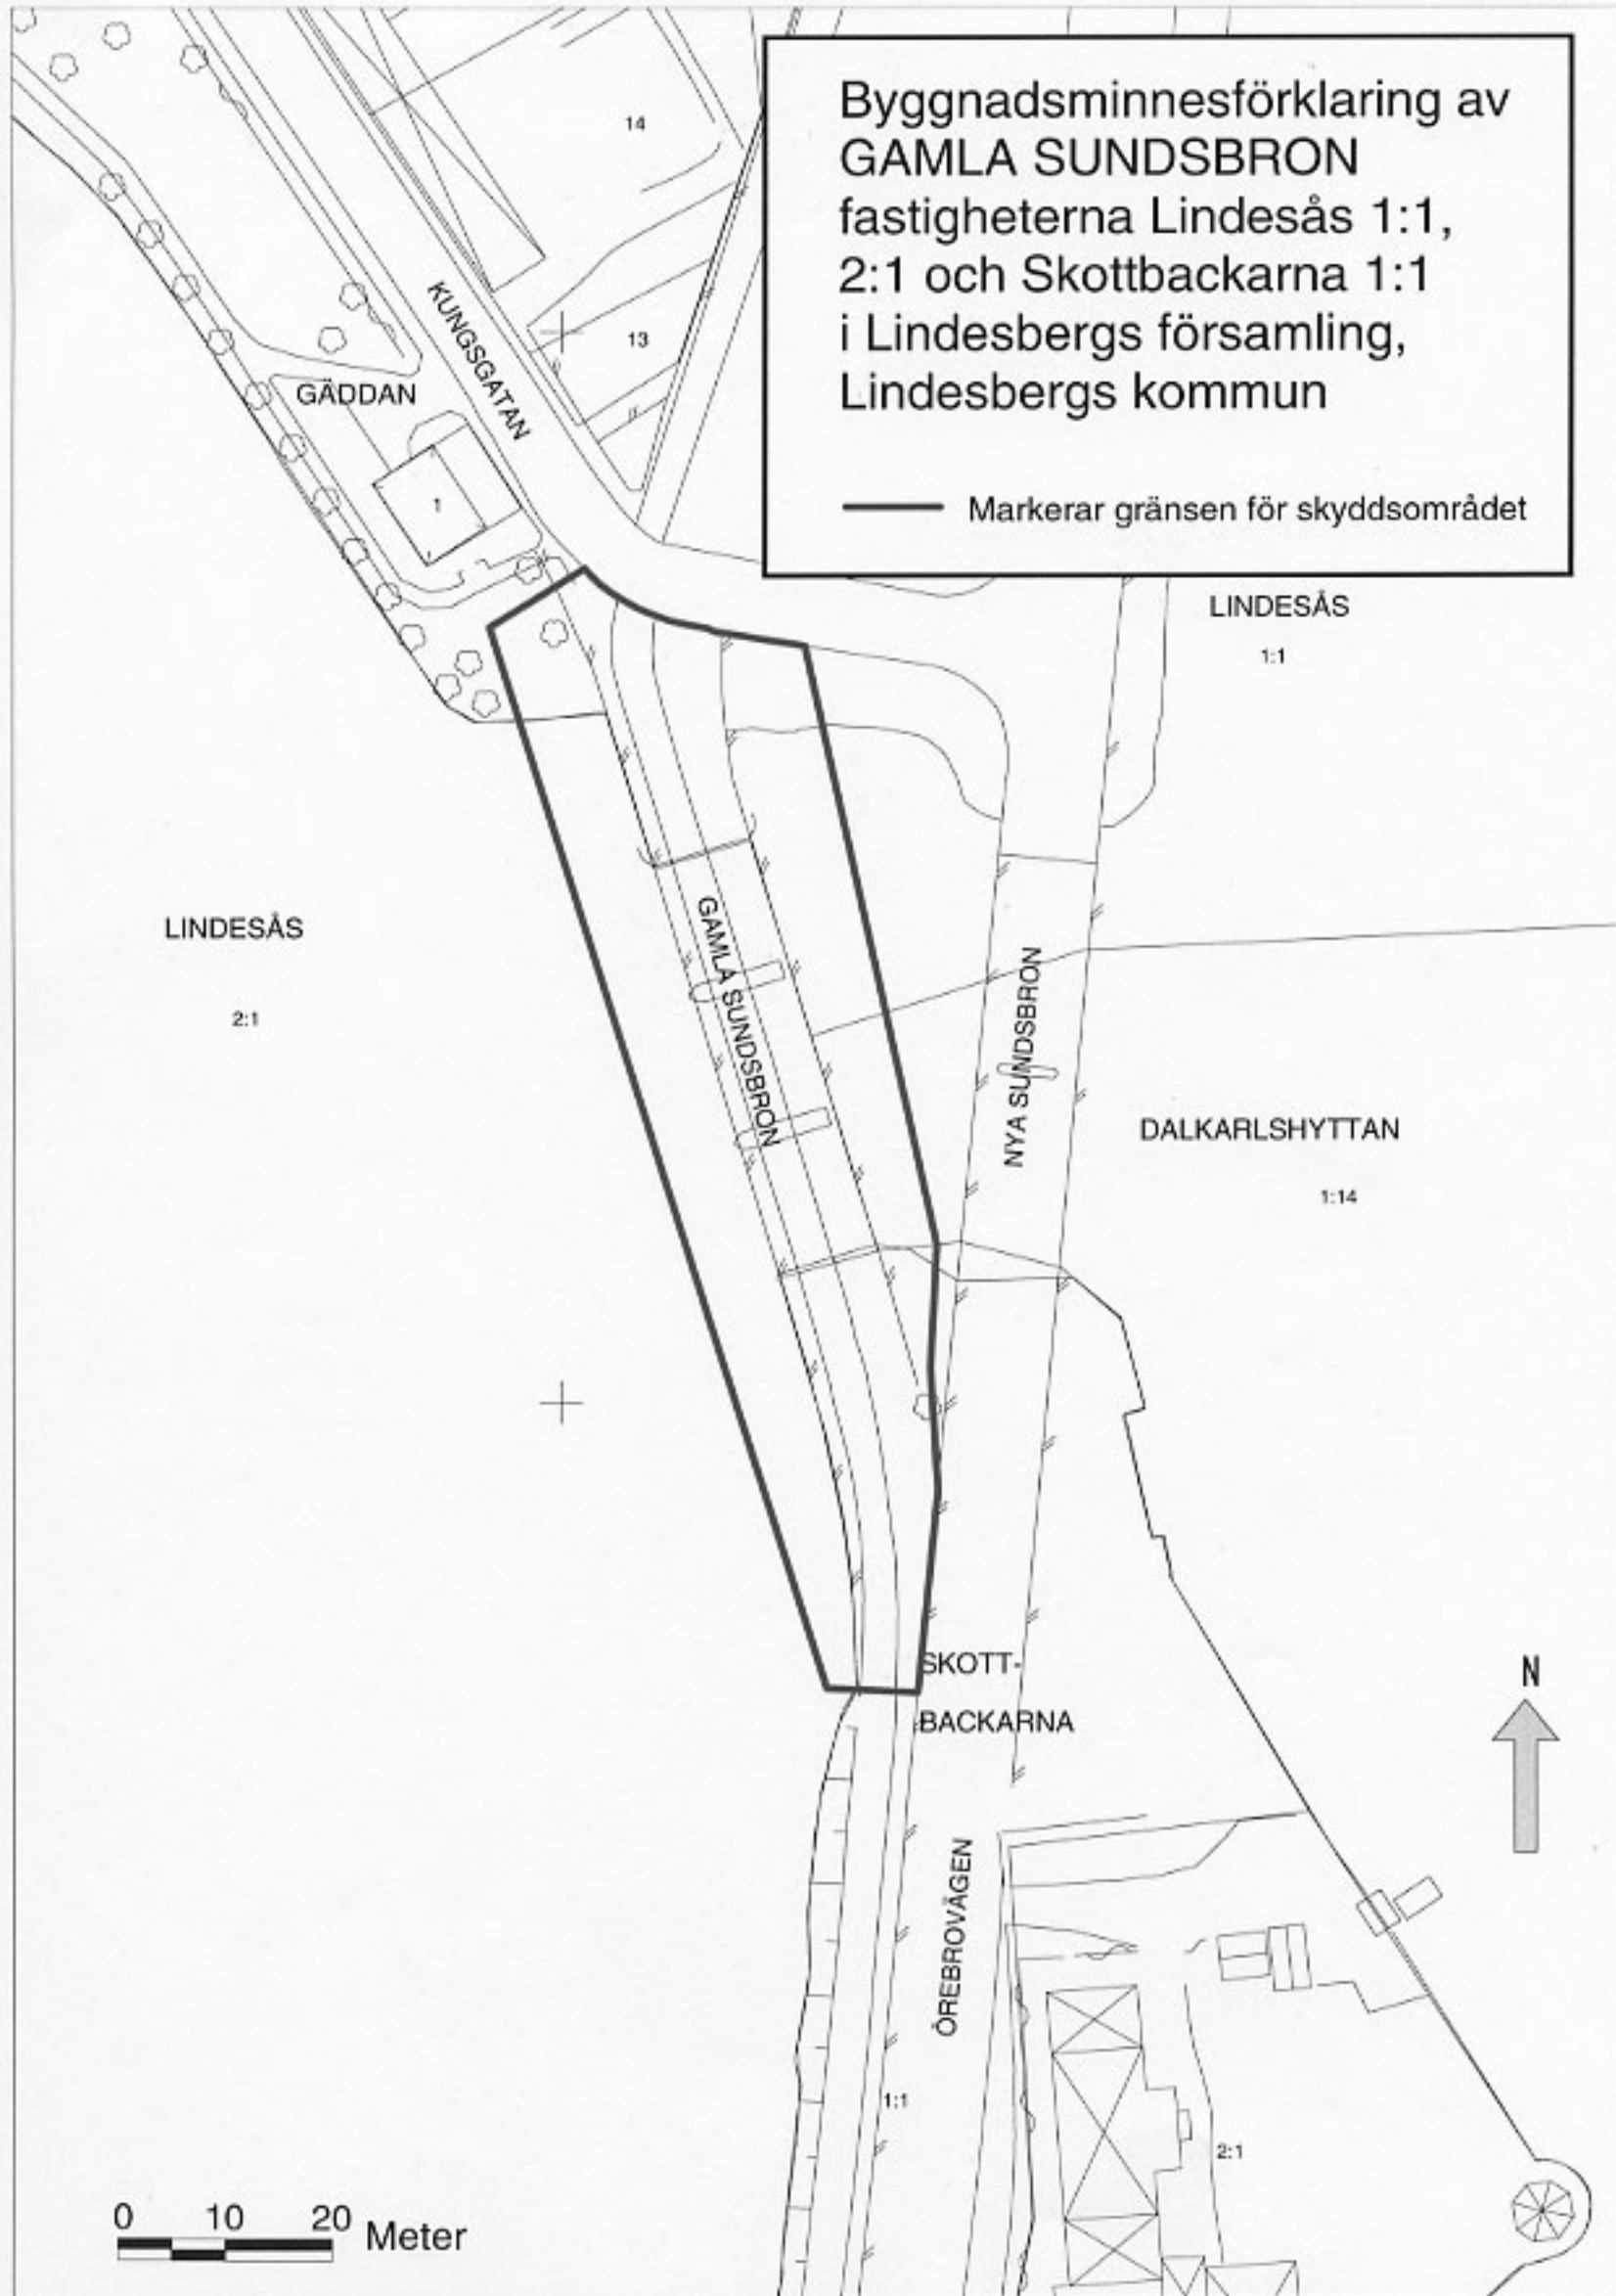 Byggnadsminnesförklaring av
GAMLA SUNDSBRON
fastigheterna Lindesås 1:1,
2:1 och Skottbackarna 1:1
i Lindesbergs församling,
Lindesbergs kommun
Markerar gränsen för skyddsområdet
14
13
KUNGSGATAN
GÄDDAN
1
LINDESÅS
1:1
LINDESÅS
2:1
GAMLA SUNDSBRON
NYA SUNDSBRON
DALKARLSHYTTAN
1:14
SKOTT-
BACKARNA
N
ÖREBROVÄGEN
1:1
2:1
0 10 20 Meter